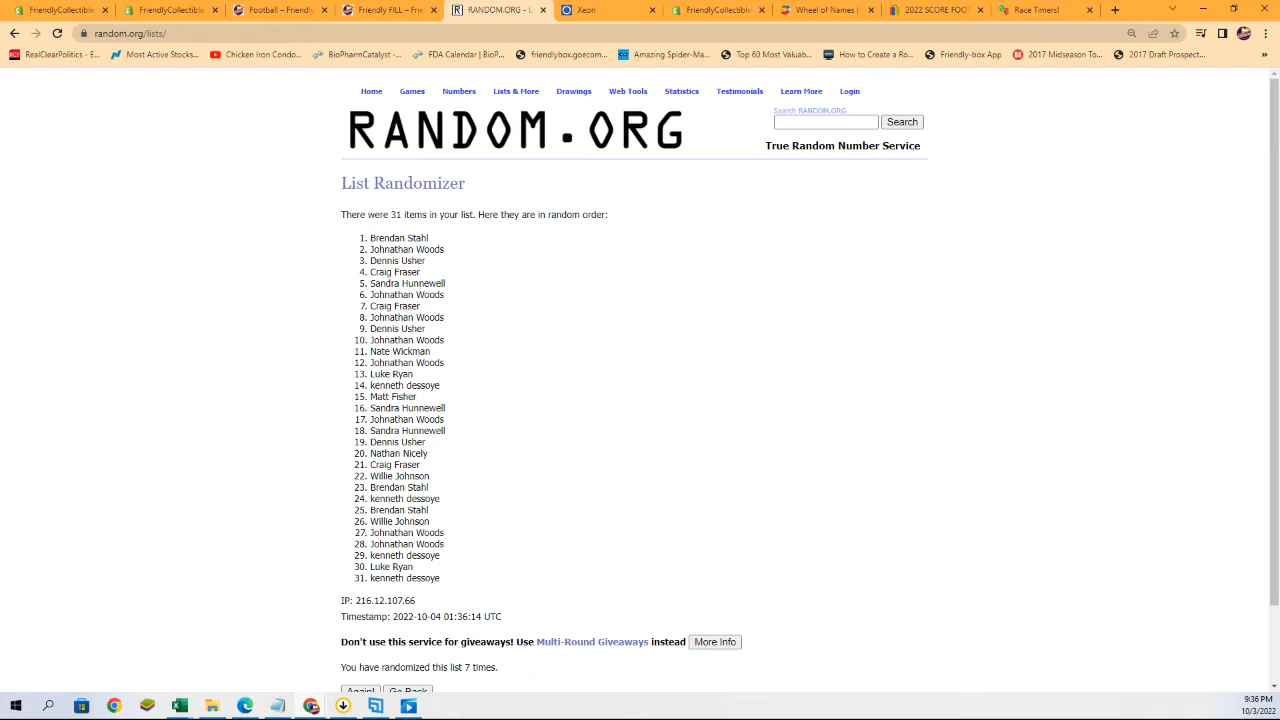 FriendlyCollectible
FriendlyCollectible
Football – Friendly
Friendly FILL – Frie
RANDOM.ORG - L
Xeon
FriendlyCollectible
Wheel of Names |
2022 SCORE FOOT
Race Timers!
random.org/lists/
RealClearPolitics - E...
Most Active Stocks...
Chicken Iron Condo...
BioPharmCatalyst -...
FDA Calendar | BioP...
friendlybox.goecom...
Amazing Spider-Ma...
Top 60 Most Valuab...
How to Create a Ro...
Friendly-box App
2017 Midseason To...
2017 Draft Prospect...
Home
Games
Numbers
Lists & More
Drawings
Web Tools
Statistics
Testimonials
Learn More
Login
RANDOM.ORG
Search RANDOM.ORG
Search
True Random Number Service
List Randomizer
There were 31 items in your list. Here they are in random order:
1. Brendan Stahl
2. Johnathan Woods
3. Dennis Usher
4. Craig Fraser
5. Sandra Hunnewell
6. Johnathan Woods
7. Craig Fraser
8. Johnathan Woods
9. Dennis Usher
10. Johnathan Woods
11. Nate Wickman
12. Johnathan Woods
13. Luke Ryan
14. kenneth dessoye
15. Matt Fisher
16. Sandra Hunnewell
17. Johnathan Woods
18. Sandra Hunnewell
19. Dennis Usher
20. Nathan Nicely
21. Craig Fraser
22. Willie Johnson
23. Brendan Stahl
24. kenneth dessoye
25. Brendan Stahl
26. Willie Johnson
27. Johnathan Woods
28. Johnathan Woods
29. kenneth dessoye
30. Luke Ryan
31. kenneth dessoye
IP: 216.12.107.66
Timestamp: 2022-10-04 01:36:14 UTC
Don't use this service for giveaways! Use Multi-Round Giveaways instead More Info
You have randomized this list 7 times.
Again! Go Back
9:36 PM
10/3/2022